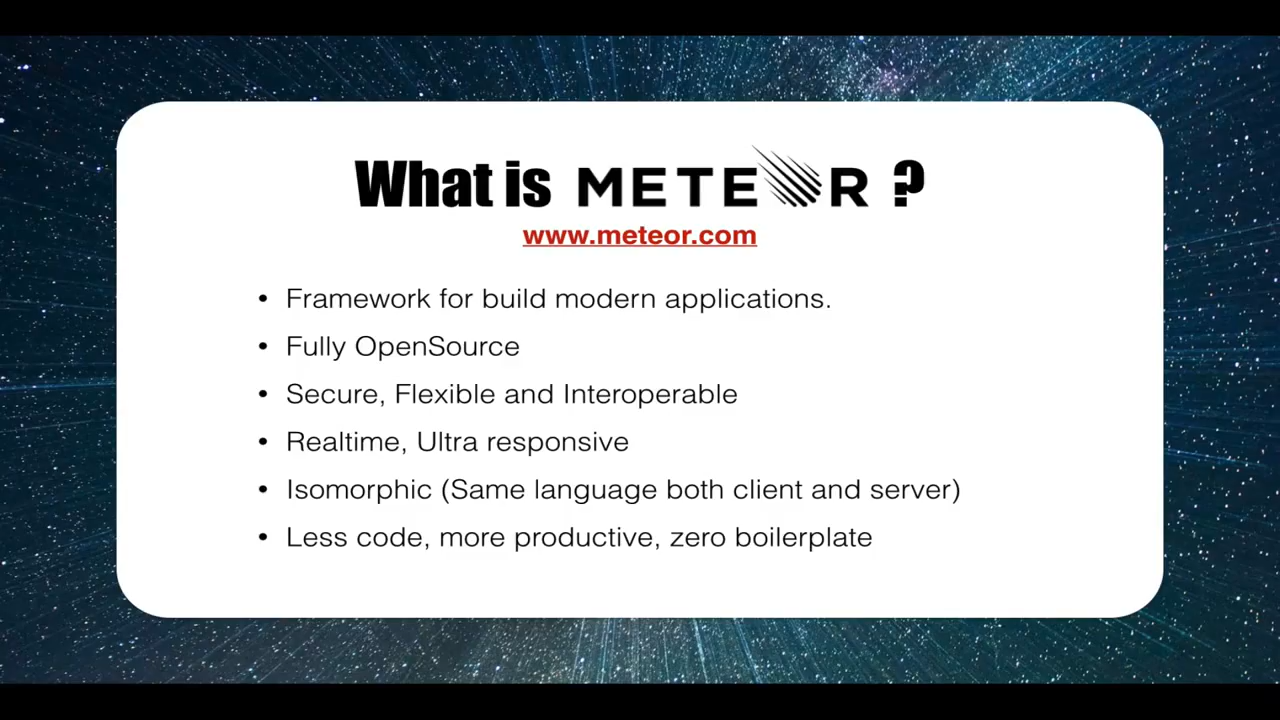 What is METEOR ?
www.meteor.com
• Framework for build modern applications.
• Fully OpenSource
• Secure, Flexible and Interoperable
• Realtime, Ultra responsive
• Isomorphic (Same language both client and server)
• Less code, more productive, zero boilerplate